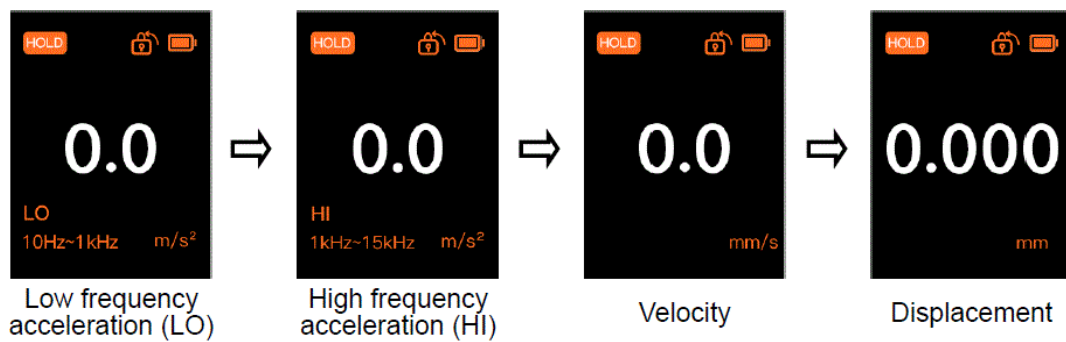 HOLD
0.0
LO
10Hz~1kHz m/s²
Low frequency
acceleration (LO)
HOLD
0.0
HI
1kHz~15kHz m/s²
High frequency
acceleration (HI)
HOLD
0.0
mm/s
Velocity
HOLD
0.000
mm
Displacement